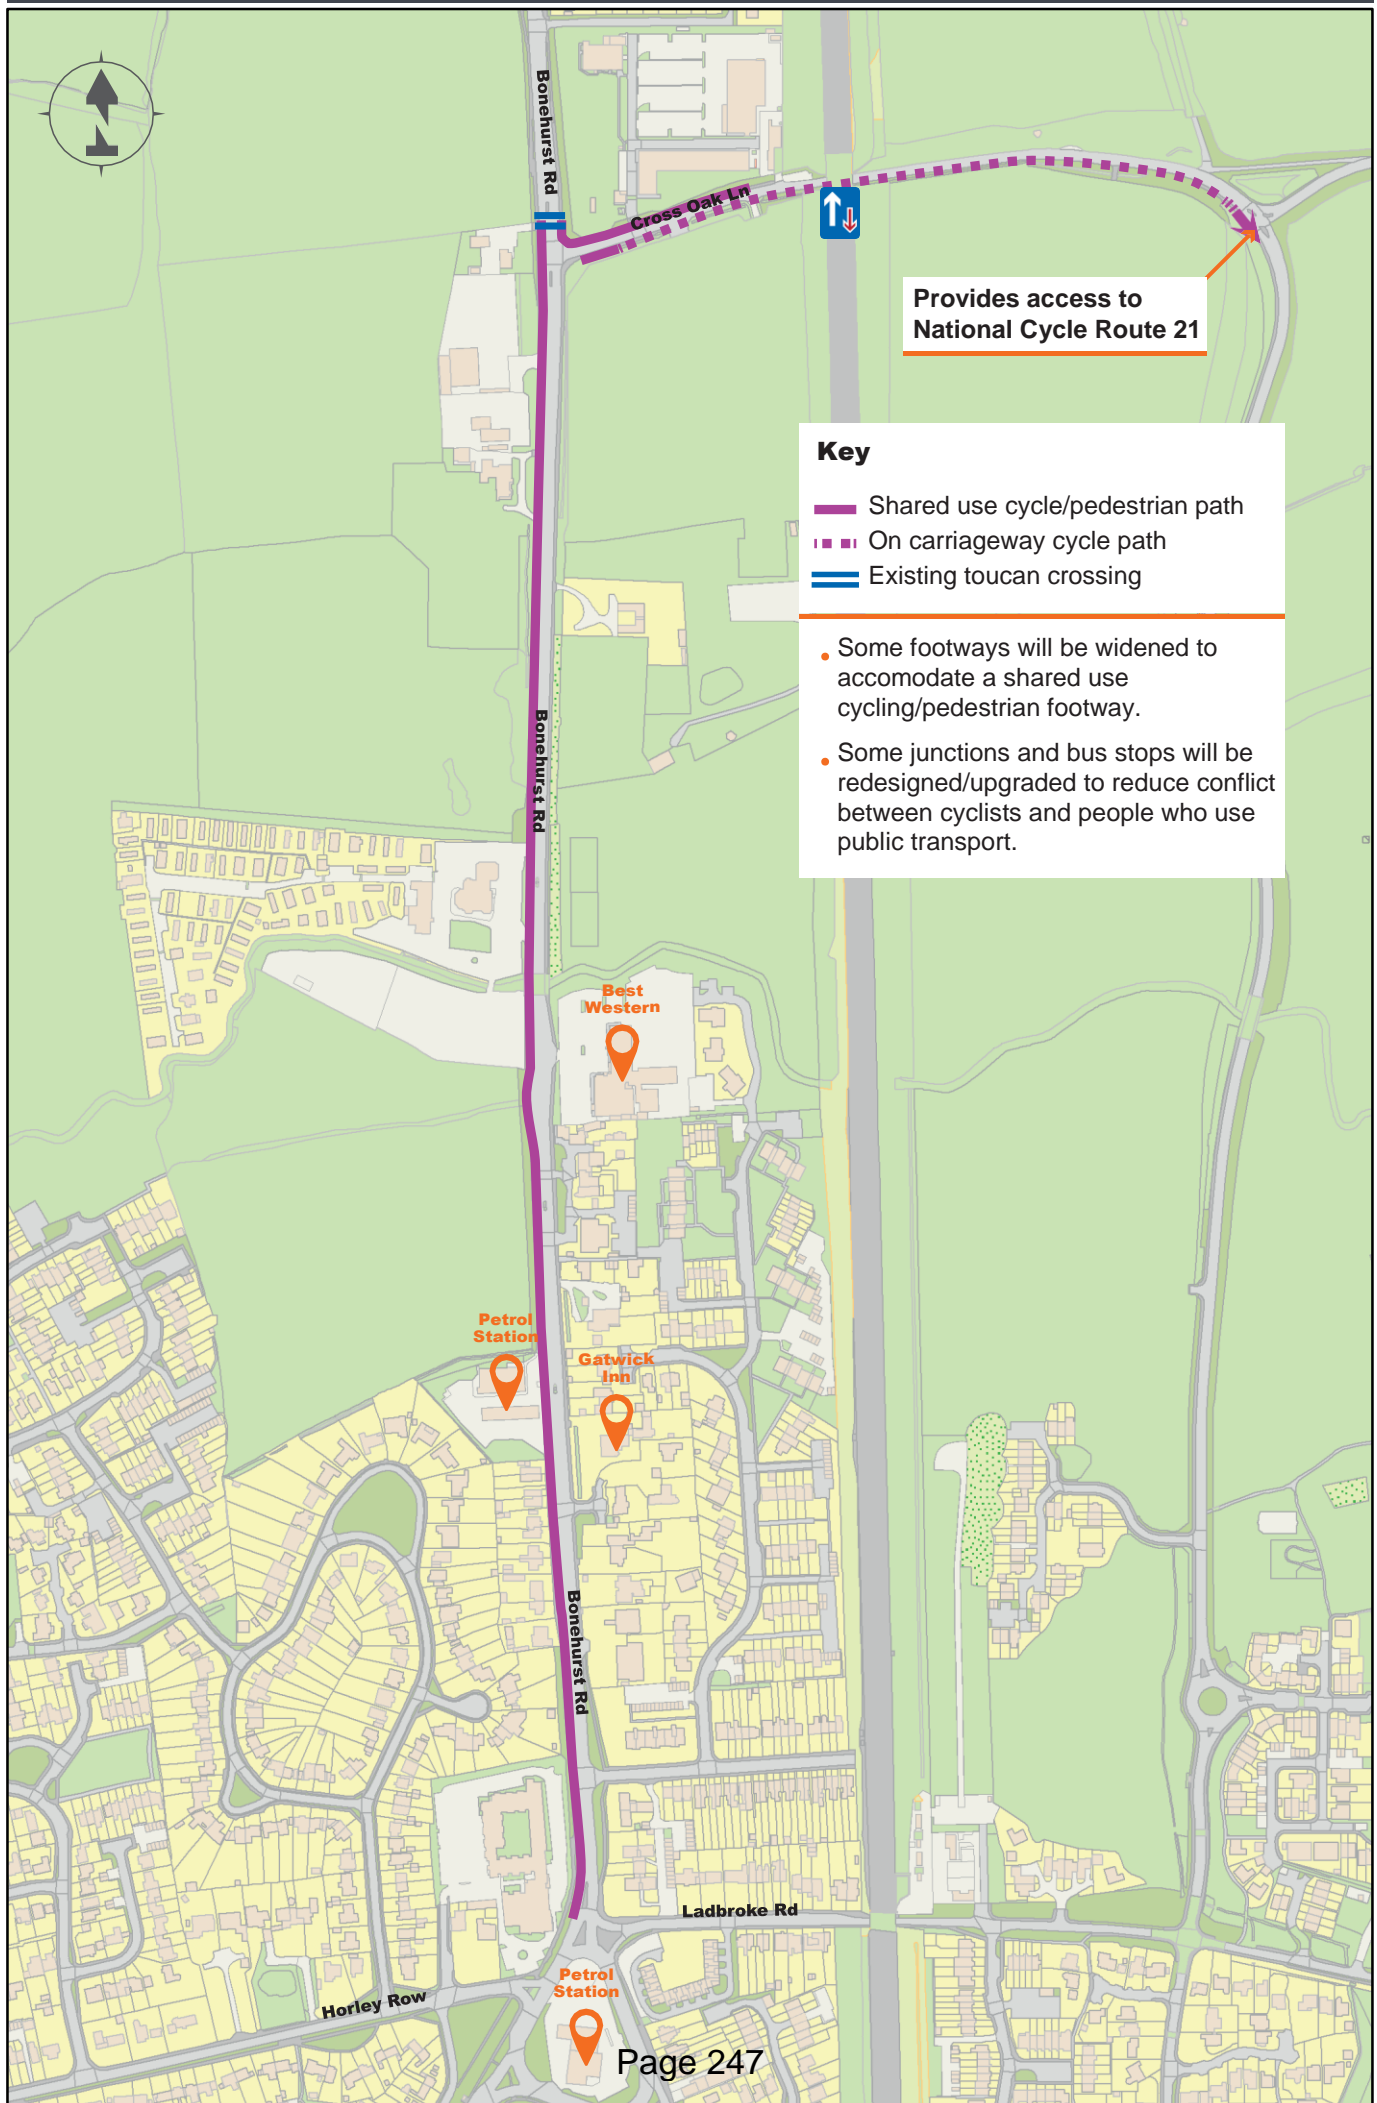 Bonehurst Rd
Cross Oak Ln
Provides access to
National Cycle Route 21
Key
Shared use cycle/pedestrian path
On carriageway cycle path
Existing toucan crossing
• Some footways will be widened to
accomodate a shared use
cycling/pedestrian footway.
• Some junctions and bus stops will be
redesigned/upgraded to reduce conflict
between cyclists and people who use
public transport.
Bonehurst Rd
Best
Western
Petrol
Station
Gatwick
Inn
Bonehurst Rd
Ladbroke Rd
Petrol
Station
Horley Row
Page 247